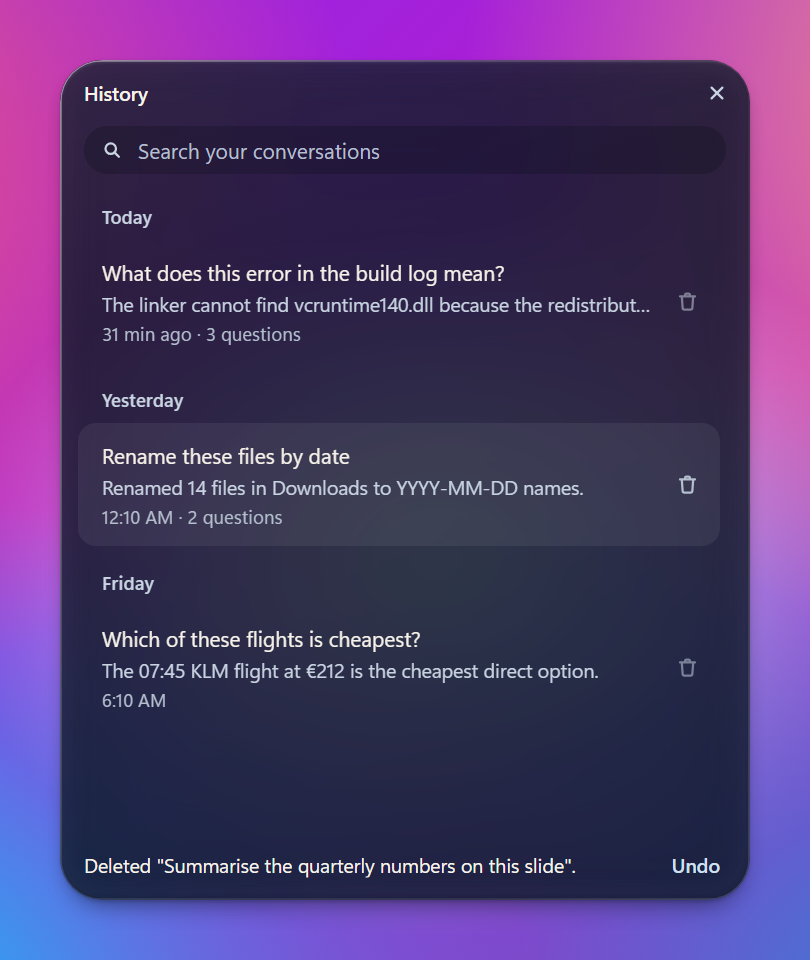 History
Search your conversations
Today
What does this error in the build log mean?
The linker cannot find vcruntime140.dll because the redistribut...
31 min ago · 3 questions
Yesterday
Rename these files by date
Renamed 14 files in Downloads to YYYY-MM-DD names.
12:10 AM · 2 questions
Friday
Which of these flights is cheapest?
The 07:45 KLM flight at €212 is the cheapest direct option.
6:10 AM
Deleted "Summarise the quarterly numbers on this slide". Undo